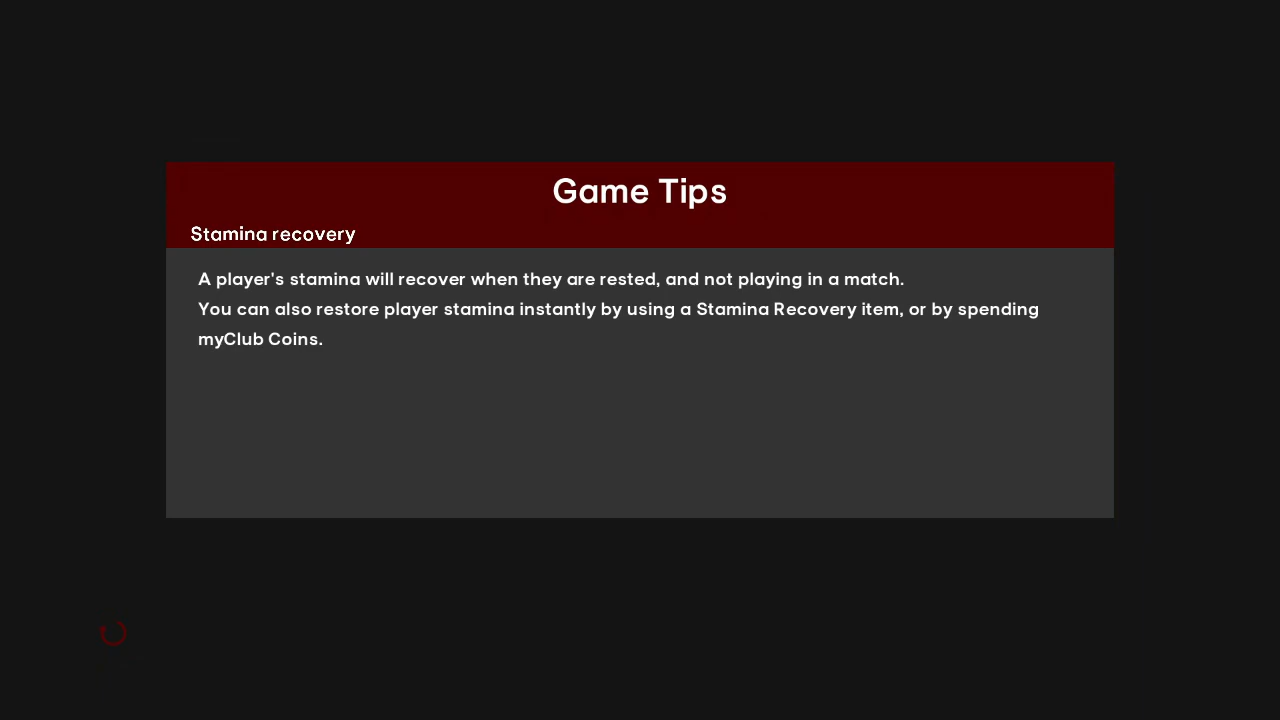 Game Tips
Stamina recovery
A player's stamina will recover when they are rested, and not playing in a match.
You can also restore player stamina instantly by using a Stamina Recovery item, or by spending
myClub Coins.